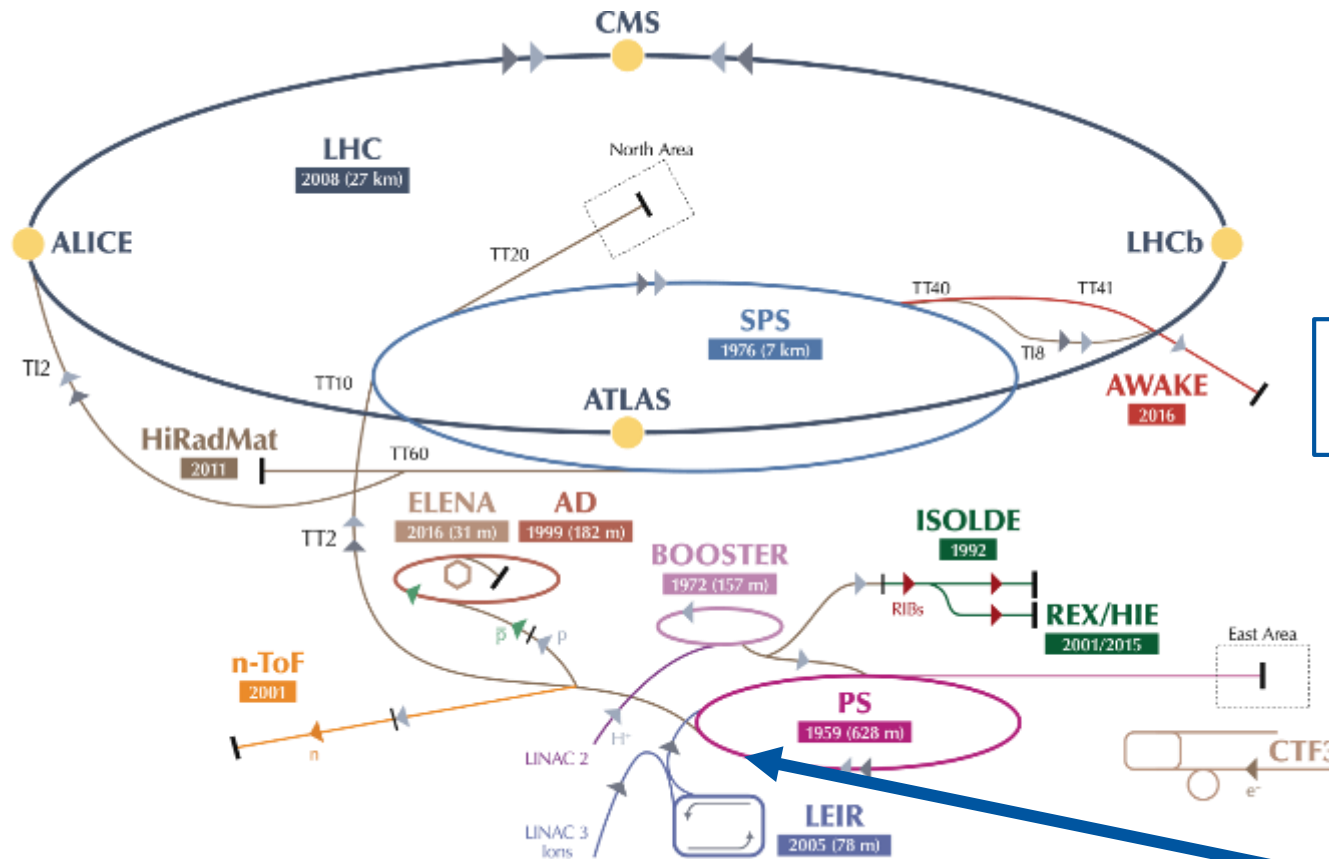 CMS
LHC
2008 (27 km)
North Area
ALICE
TT20
LHCb
TT40
TT41
SPS
1976 (7 km)
TI2
TT10
TI8
AWAKE
2016
ATLAS
HiRadMat
2011
TT60
ELENA
2016 (31 m)
AD
1999 (182 m)
ISOLDE
1992
TT2
BOOSTER
1972 (157 m)
RIBs
REX/HIE
2001/2015
p̅
p
East Area
n-ToF
2001
n
PS
1959 (628 m)
H⁺
LINAC 2
CTF3
e⁻
LEIR
2005 (78 m)
LINAC 3
Ions